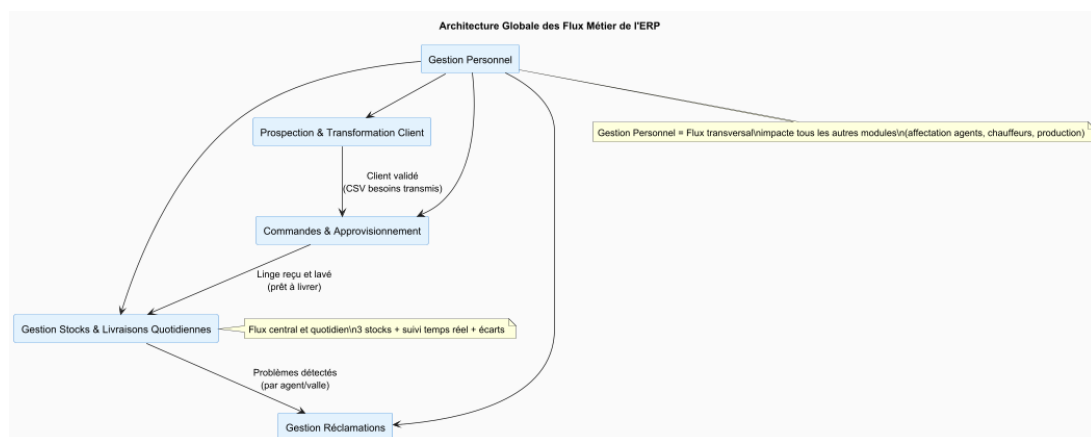 Architecture Globale des Flux Métier de l'ERP
Gestion Personnel
Prospection & Transformation Client
Gestion Personnel = Flux transversal\nimpacte tous les autres modules\n(affectation agents, chauffeurs, production)
Client validé
(CSV besoins transmis)
Commandes & Approvisionnement
Linge reçu et lavé
(prêt à livrer)
Gestion Stocks & Livraisons Quotidiennes
Flux central et quotidien\n3 stocks + suivi temps réel + écarts
Problèmes détectés
(par agent/valle)
Gestion Réclamations